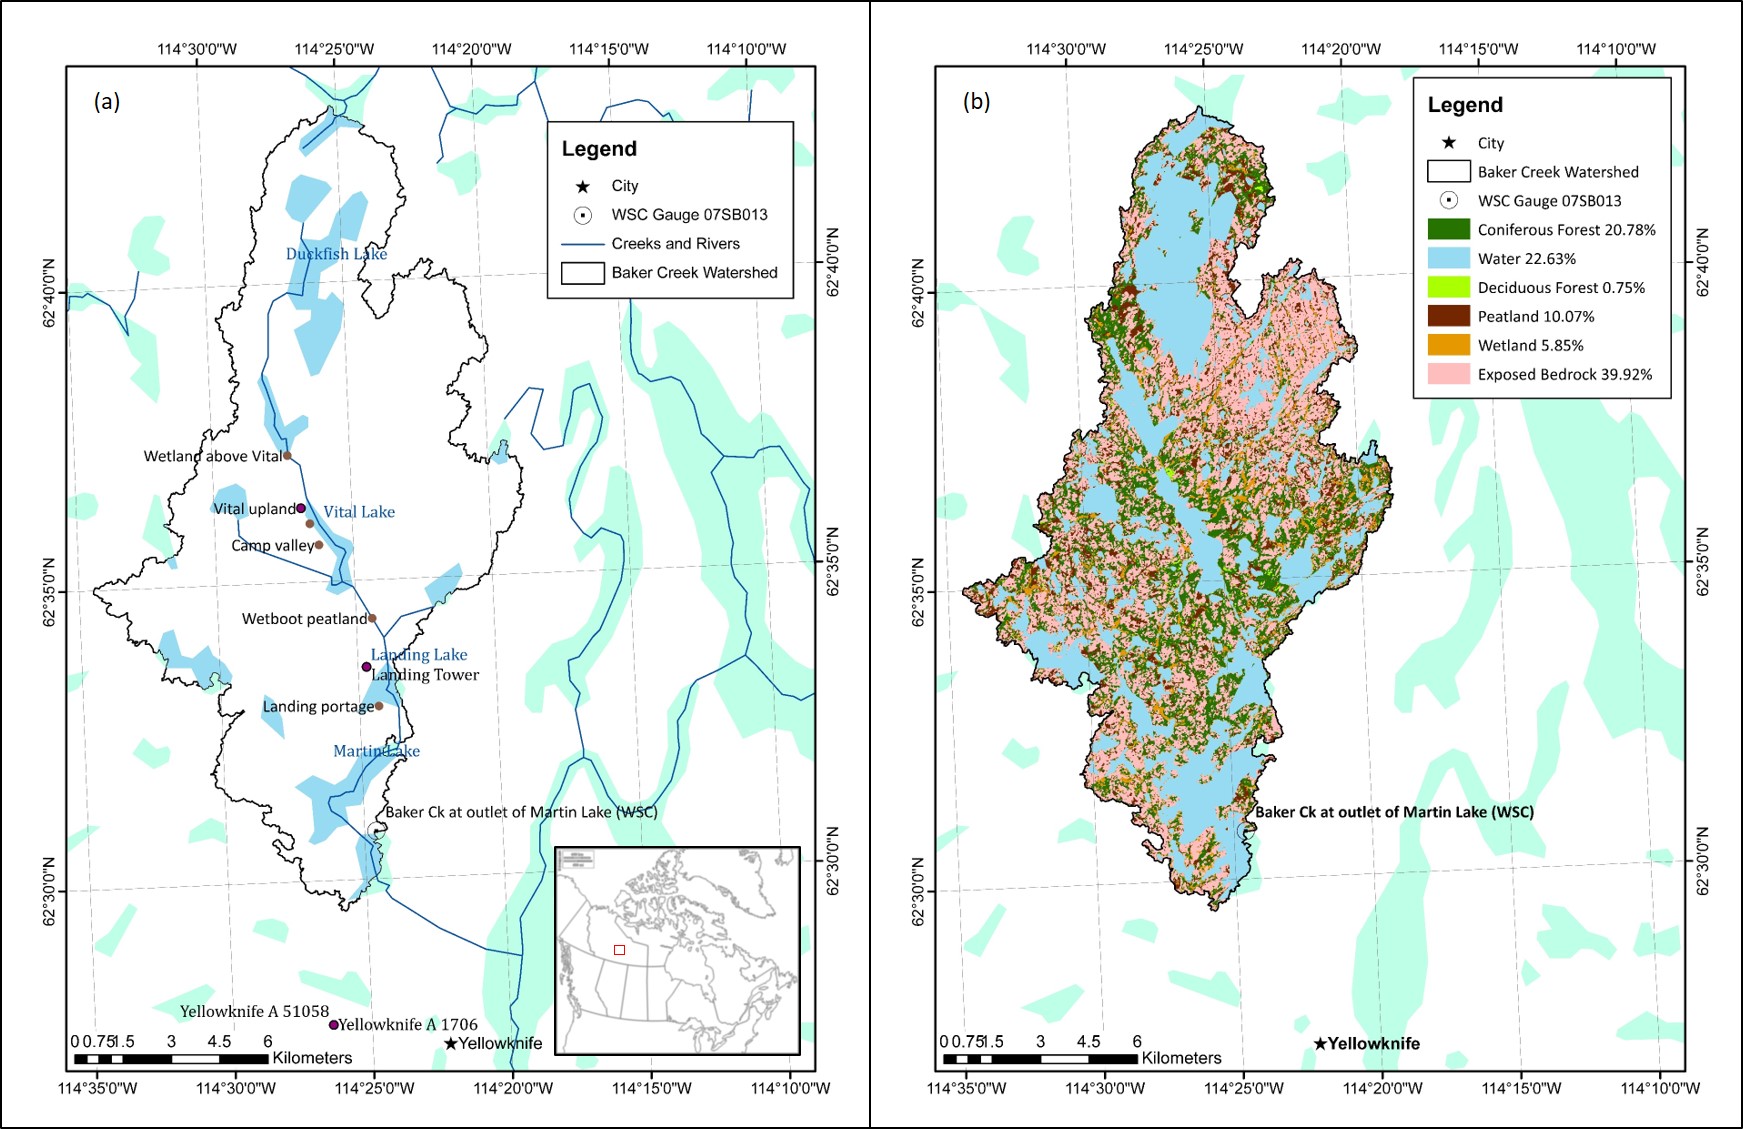 114°30'0"W 114°25'0"W 114°20'0"W 114°15'0"W 114°10'0"W
(a)
Legend
City
WSC Gauge 07SB013
Creeks and Rivers
Baker Creek Watershed
62°40'0"N
62°35'0"N
62°30'0"N
62°40'0"N
62°35'0"N
62°30'0"N
Duckfish Lake
Wetland above Vital
Vital upland
Vital Lake
Camp valley
Wetboot peatland
Landing Lake
Landing Tower
Landing portage
Martin Lake
Baker Ck at outlet of Martin Lake (WSC)
Yellowknife A 51058
Yellowknife A 1706
Yellowknife
0 0.75 1.5 3 4.5 6
Kilometers
114°35'0"W 114°30'0"W 114°25'0"W 114°20'0"W 114°15'0"W 114°10'0"W
114°30'0"W 114°25'0"W 114°20'0"W 114°15'0"W 114°10'0"W
(b)
Legend
City
Baker Creek Watershed
WSC Gauge 07SB013
Coniferous Forest 20.78%
Water 22.63%
Deciduous Forest 0.75%
Peatland 10.07%
Wetland 5.85%
Exposed Bedrock 39.92%
62°40'0"N
62°35'0"N
62°30'0"N
62°40'0"N
62°35'0"N
62°30'0"N
Baker Ck at outlet of Martin Lake (WSC)
Yellowknife
0 0.75 1.5 3 4.5 6
Kilometers
114°35'0"W 114°30'0"W 114°25'0"W 114°20'0"W 114°15'0"W 114°10'0"W